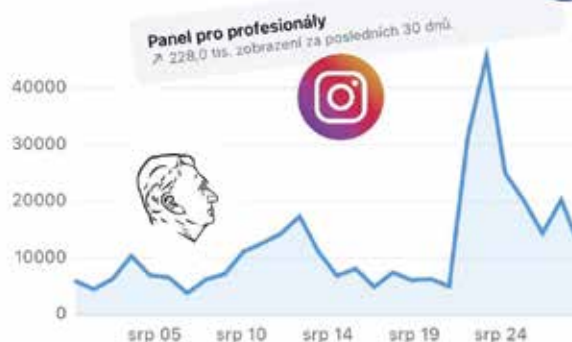 Panel pro profesionály
↗ 228,0 tis. zobrazení za posledních 30 dnů.
40000
30000
20000
10000
0
srp 05 srp 10 srp 14 srp 19 srp 24